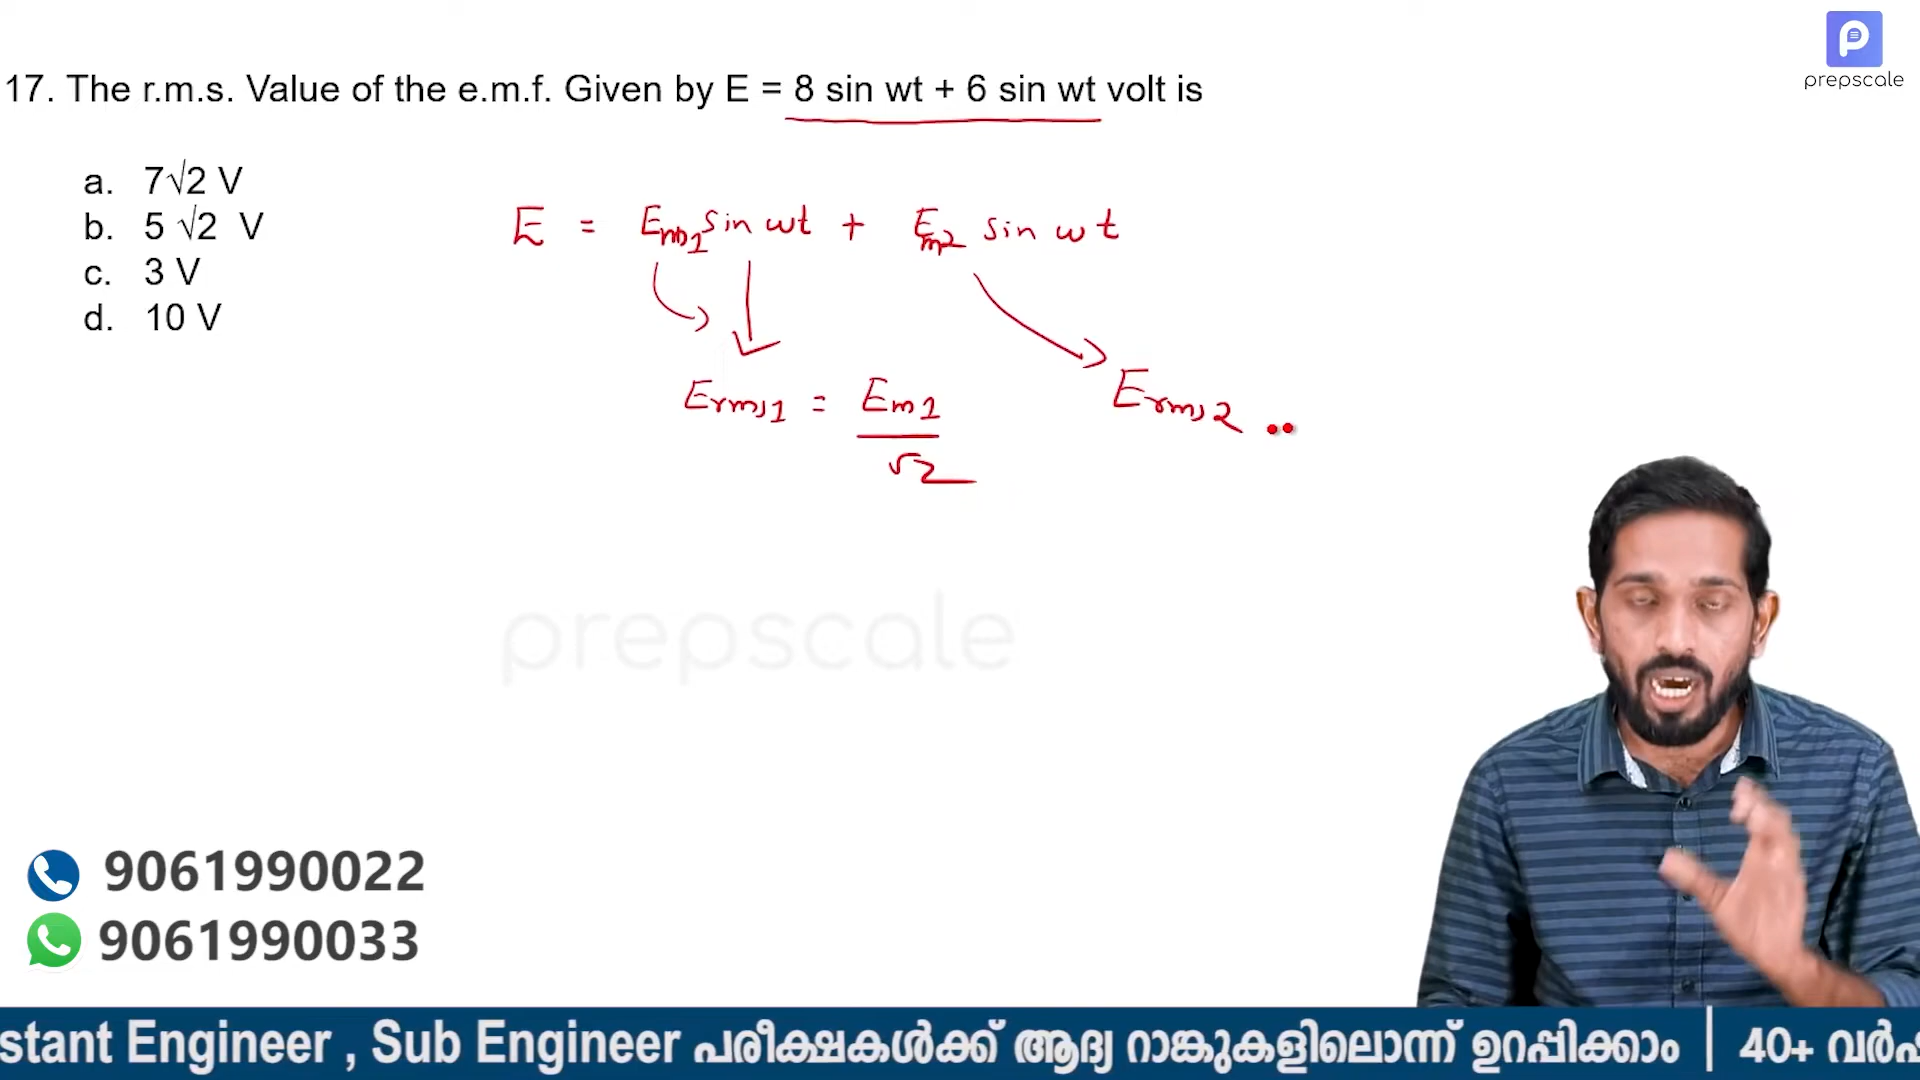 prepscale
17. The r.m.s. Value of the e.m.f. Given by E = 8 sin wt + 6 sin wt volt is
a. 7√2 V
b. 5 √2 V
c. 3 V
d. 10 V
E = Em1 sin wt + Em2 sin wt
Erms1 = Em1
√2
Erms2
prepscale
9061990022
9061990033
stant Engineer , Sub Engineer പരീക്ഷകൾക്ക് ആദ്യ റാങ്കുകളിലൊന്ന് ഉറപ്പിക്കാം | 40+ വർഷ